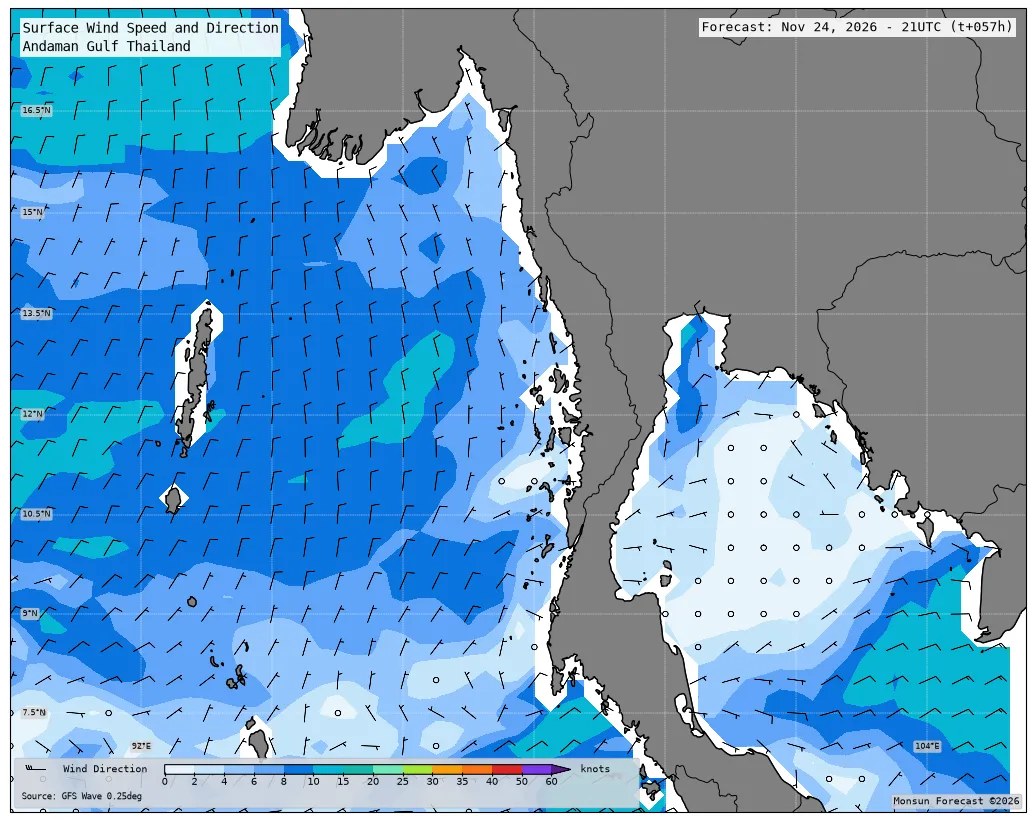 Surface Wind Speed and Direction
Andaman Gulf Thailand
Forecast: Nov 24, 2026 - 21UTC (t+057h)
16.5°N
15°N
13.5°N
12°N
10.5°N
9°N
7.5°N
92°E
104°E
Wind Direction
0 2 4 6 8 10 15 20 25 30 35 40 50 60
knots
Source: GFS Wave 0.25deg
Monsun Forecast ©2026